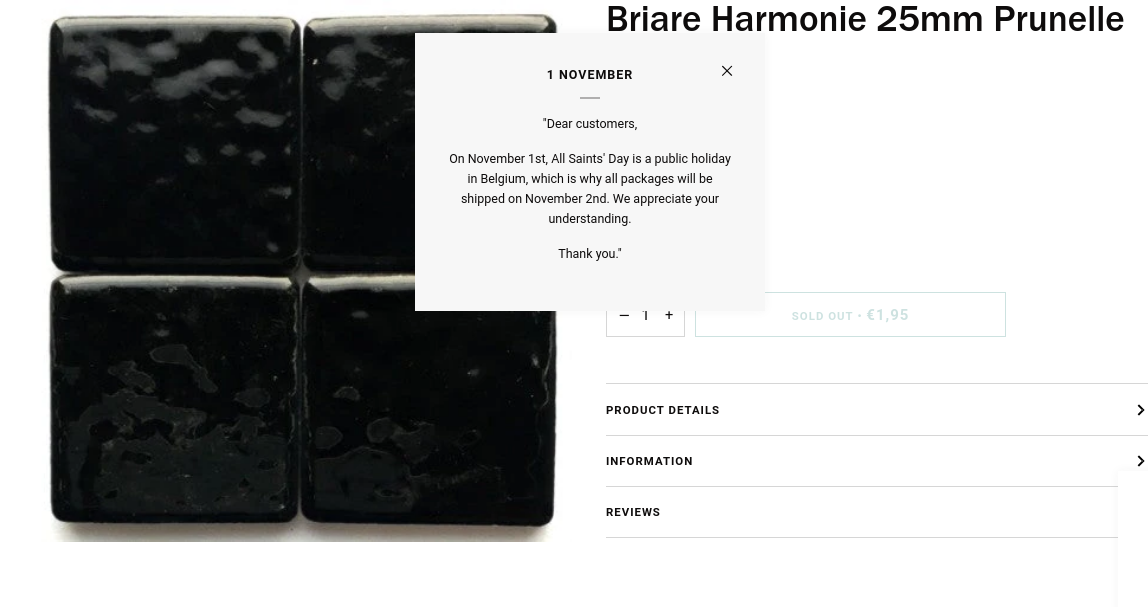 Briare Harmonie 25mm Prunelle
1 NOVEMBER
"Dear customers,
On November 1st, All Saints' Day is a public holiday
in Belgium, which is why all packages will be
shipped on November 2nd. We appreciate your
understanding.
Thank you."
1 +
SOLD OUT • €1,95
PRODUCT DETAILS
INFORMATION
REVIEWS